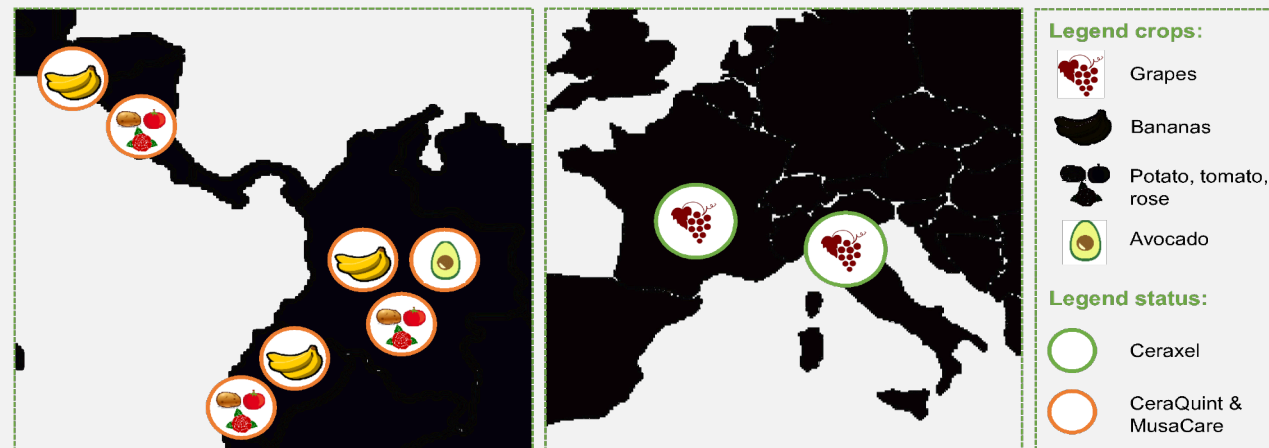 Legend crops:
Grapes
Bananas
Potato, tomato,
rose
Avocado
Legend status:
Ceraxel
CeraQuint &
MusaCare